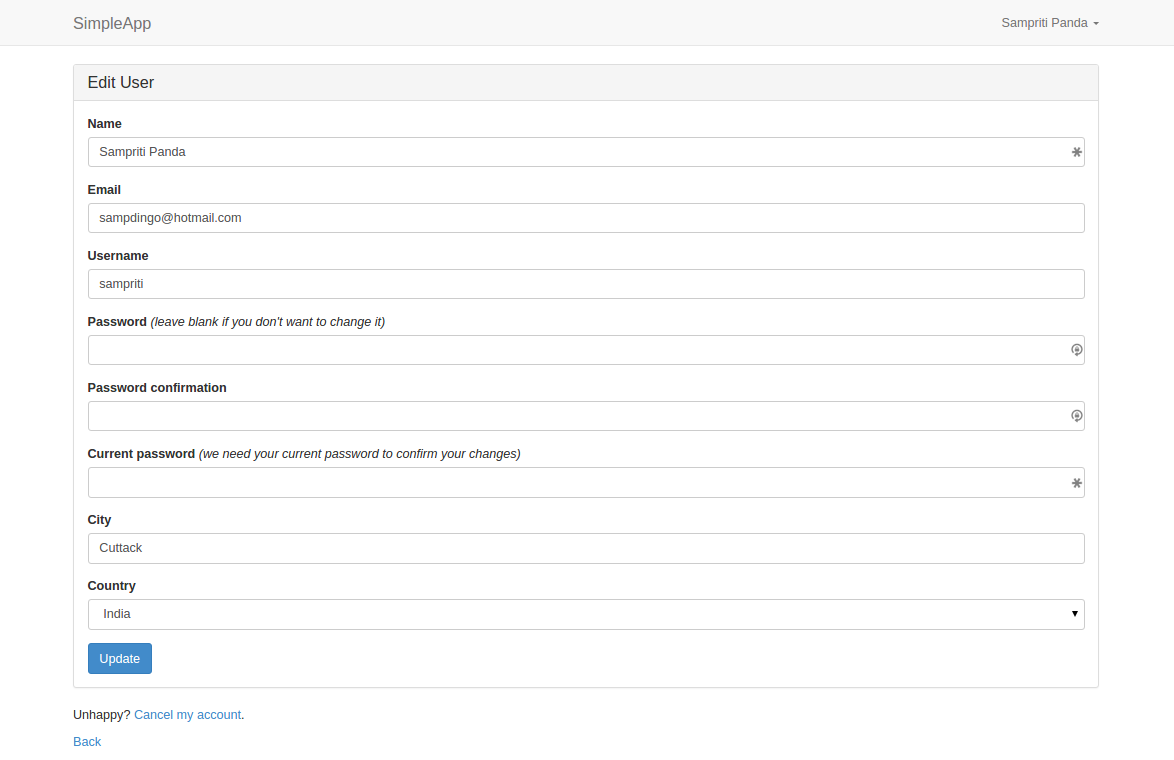 SimpleApp
Sampriti Panda
Edit User
Name
Sampriti Panda
Email
sampdingo@hotmail.com
Username
sampriti
Password (leave blank if you don't want to change it)
Password confirmation
Current password (we need your current password to confirm your changes)
City
Cuttack
Country
India
Update
Unhappy? Cancel my account.
Back